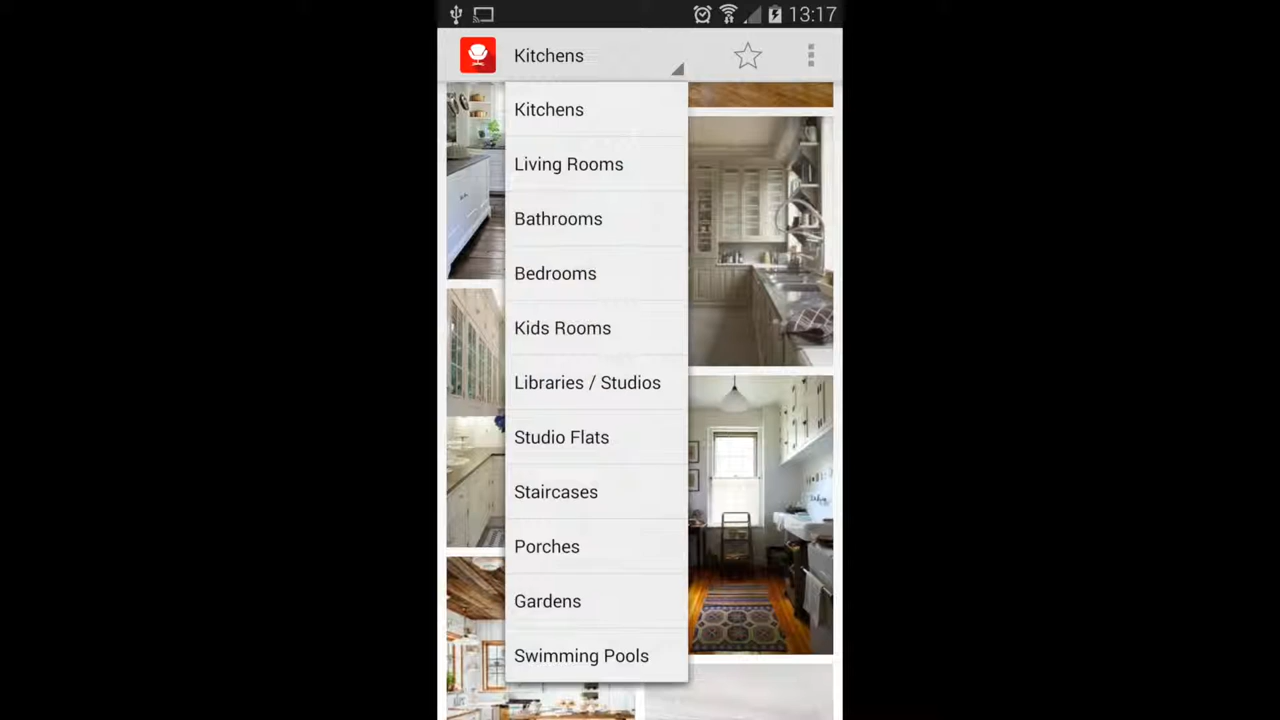 13:17
Kitchens
Kitchens
Living Rooms
Bathrooms
Bedrooms
Kids Rooms
Libraries / Studios
Studio Flats
Staircases
Porches
Gardens
Swimming Pools